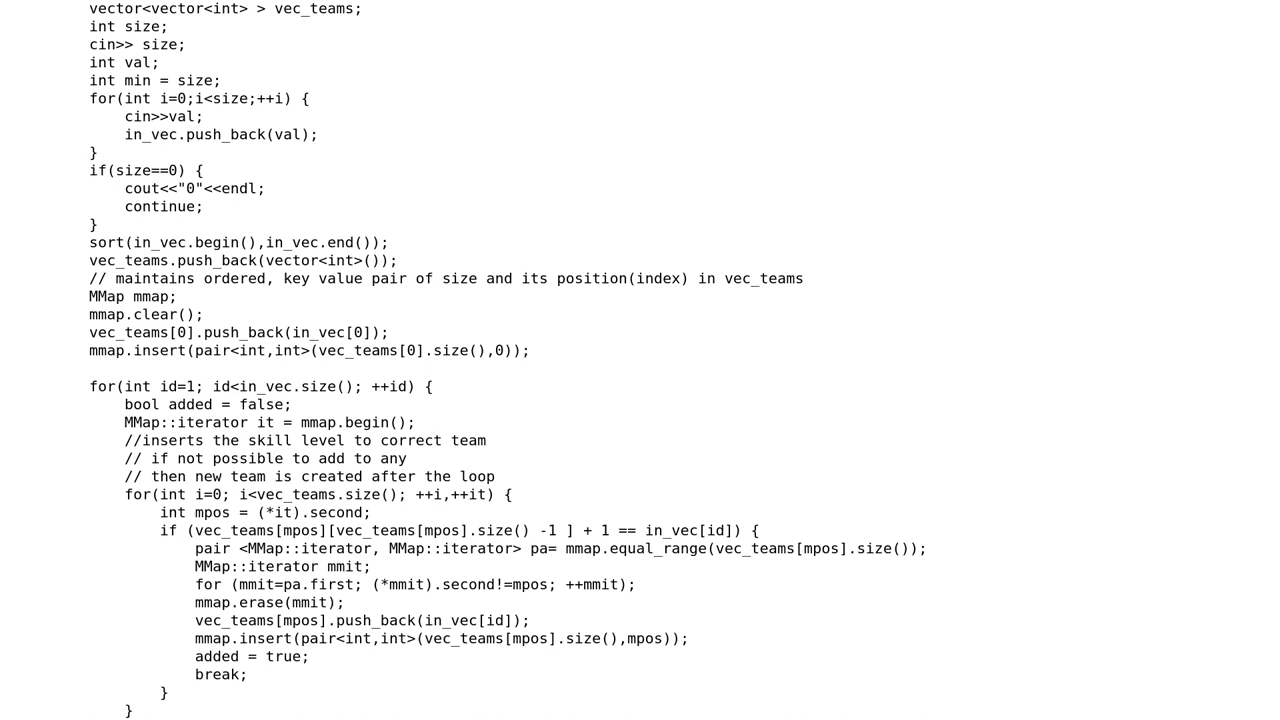 vector<vector<int> > vec_teams;
int size;
cin>> size;
int val;
int min = size;
for(int i=0;i<size;++i) {
    cin>>val;
    in_vec.push_back(val);
}
if(size==0) {
    cout<<"0"<<endl;
    continue;
}
sort(in_vec.begin(),in_vec.end());
vec_teams.push_back(vector<int>());
// maintains ordered, key value pair of size and its position(index) in vec_teams
MMap mmap;
mmap.clear();
vec_teams[0].push_back(in_vec[0]);
mmap.insert(pair<int,int>(vec_teams[0].size(),0));

for(int id=1; id<in_vec.size(); ++id) {
    bool added = false;
    MMap::iterator it = mmap.begin();
    //inserts the skill level to correct team
    // if not possible to add to any
    // then new team is created after the loop
    for(int i=0; i<vec_teams.size(); ++i,++it) {
        int mpos = (*it).second;
        if (vec_teams[mpos][vec_teams[mpos].size() -1 ] + 1 == in_vec[id]) {
            pair <MMap::iterator, MMap::iterator> pa= mmap.equal_range(vec_teams[mpos].size());
            MMap::iterator mmit;
            for (mmit=pa.first; (*mmit).second!=mpos; ++mmit);
            mmap.erase(mmit);
            vec_teams[mpos].push_back(in_vec[id]);
            mmap.insert(pair<int,int>(vec_teams[mpos].size(),mpos));
            added = true;
            break;
        }
    }